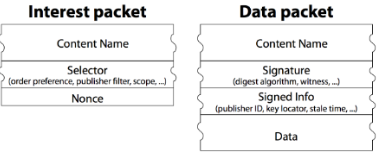 Interest packet
Content Name
Selector
(order preference, publisher filter, scope, ...)
Nonce
Data packet
Content Name
Signature
(digest algorithm, witness, ...)
Signed Info
(publisher ID, key locator, stale time, ...)
Data